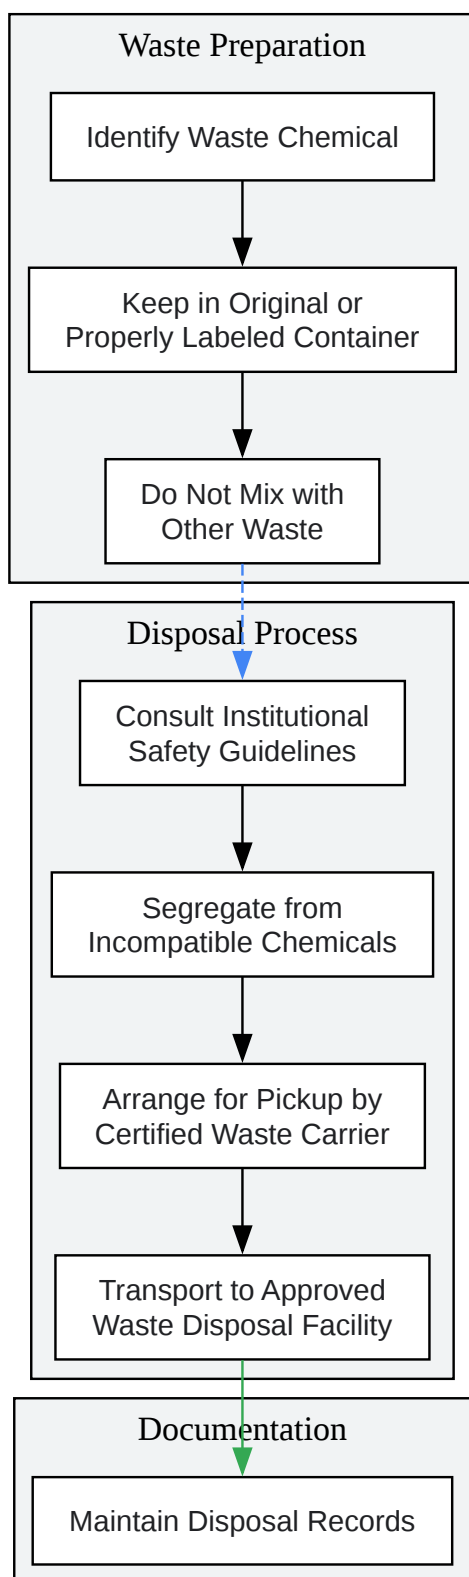 Waste Preparation
Identify Waste Chemical
Keep in Original or
Properly Labeled Container
Do Not Mix with
Other Waste
Disposal Process
Consult Institutional
Safety Guidelines
Segregate from
Incompatible Chemicals
Arrange for Pickup by
Certified Waste Carrier
Transport to Approved
Waste Disposal Facility
Documentation
Maintain Disposal Records